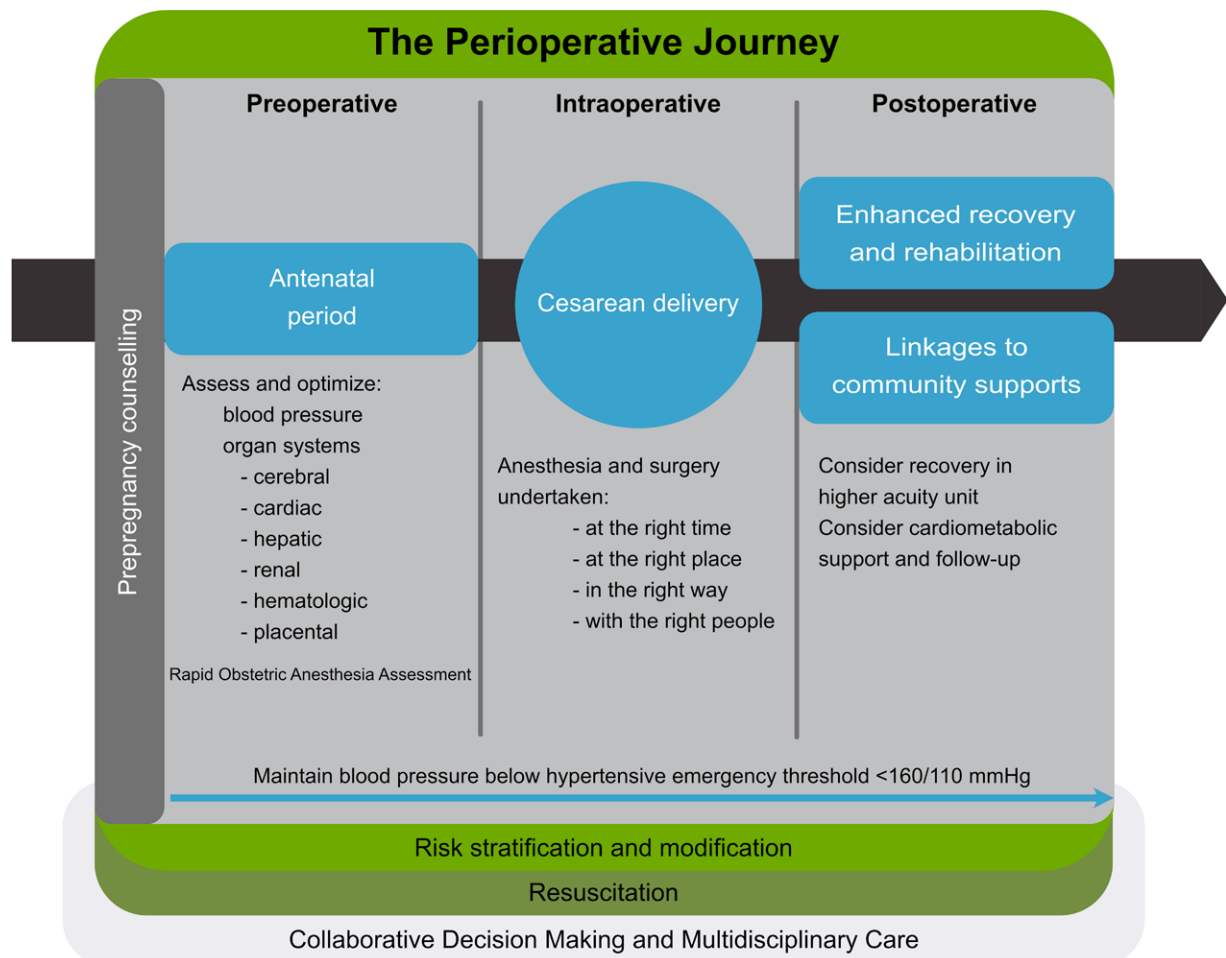 The Perioperative Journey
Prepregnancy counselling
Preoperative
Antenatal
period
Assess and optimize:
blood pressure
organ systems
- cerebral
- cardiac
- hepatic
- renal
- hematologic
- placental
Rapid Obstetric Anesthesia Assessment
Intraoperative
Cesarean delivery
Anesthesia and surgery
undertaken:
- at the right time
- at the right place
- in the right way
- with the right people
Postoperative
Enhanced recovery
and rehabilitation
Linkages to
community supports
Consider recovery in
higher acuity unit
Consider cardiometabolic
support and follow-up
Maintain blood pressure below hypertensive emergency threshold <160/110 mmHg
Risk stratification and modification
Resuscitation
Collaborative Decision Making and Multidisciplinary Care